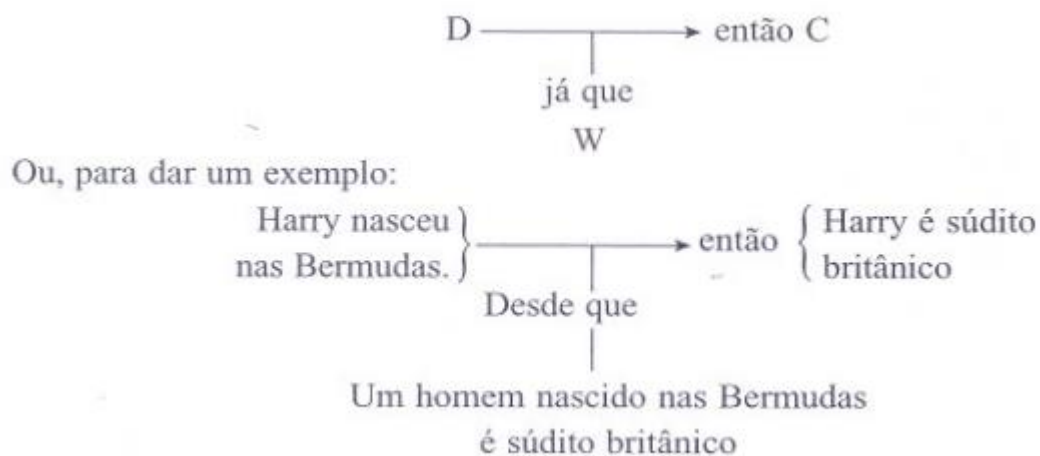 D então C
já que
W
Ou, para dar um exemplo:
Harry nasceu
nas Bermudas.
então
Harry é súdito
britânico
Desde que
Um homem nascido nas Bermudas
é súdito britânico